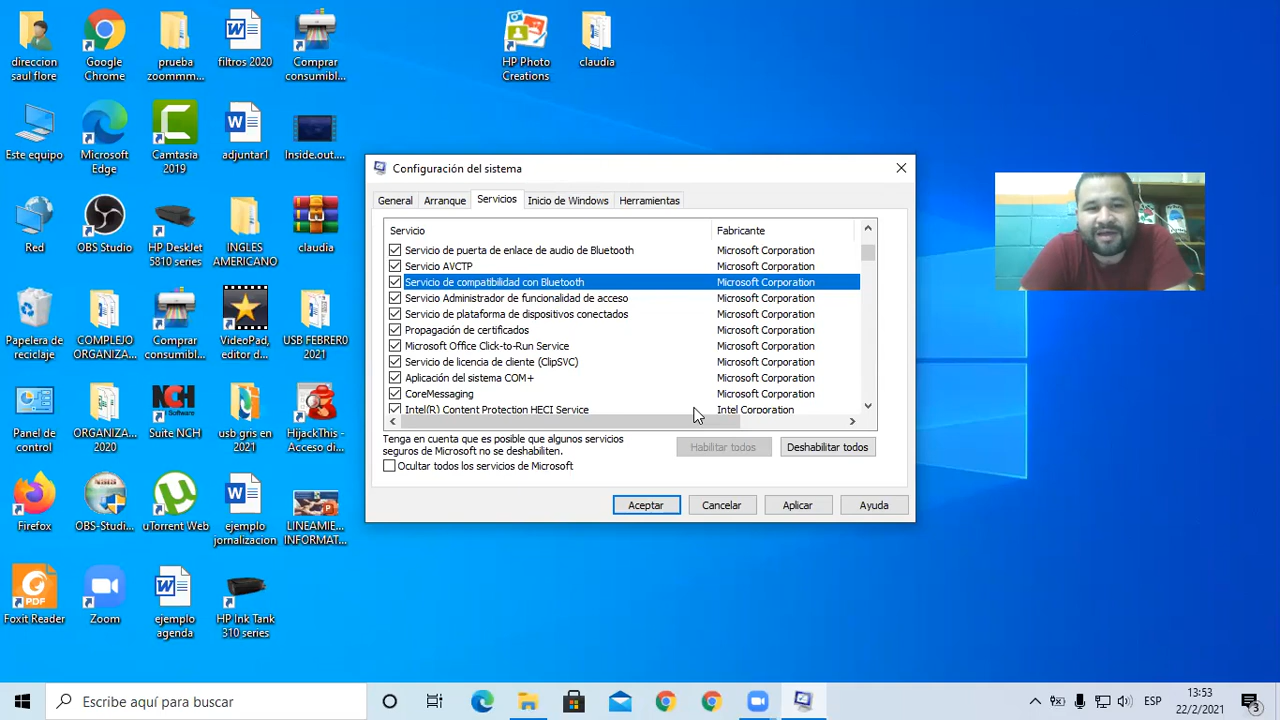 direccion
saul flore
Google
Chrome
prueba
zoommm...
filtros 2020
Comprar
consumibl...
HP Photo
Creations
claudia
Este equipo
Microsoft
Edge
Camtasia
2019
adjuntar1
Inside.out....
Red
OBS Studio
HP DeskJet
5810 series
INGLES
AMERICANO
claudia
Papelera de
reciclaje
COMPLEJO
ORGANIZA...
Comprar
consumibl...
VideoPad,
editor d...
USB FEBRER0
2021
Panel de
control
ORGANIZA...
2020
NCH
Software
Suite NCH
usb gris en
2021
HijackThis -
Acceso di...
Firefox
OBS-Studi...
uTorrent Web
ejemplo
jornalizacion
LINEAMIE...
INFORMAT...
PDF
Foxit Reader
Zoom
ejemplo
agenda
HP Ink Tank
310 series
Configuración del sistema
General Arranque Servicios Inicio de Windows Herramientas
Servicio Fabricante
Servicio de puerta de enlace de audio de Bluetooth Microsoft Corporation
Servicio AVCTP Microsoft Corporation
Servicio de compatibilidad con Bluetooth Microsoft Corporation
Servicio Administrador de funcionalidad de acceso Microsoft Corporation
Servicio de plataforma de dispositivos conectados Microsoft Corporation
Propagación de certificados Microsoft Corporation
Microsoft Office Click-to-Run Service Microsoft Corporation
Servicio de licencia de cliente (ClipSVC) Microsoft Corporation
Aplicación del sistema COM+ Microsoft Corporation
CoreMessaging Microsoft Corporation
Intel(R) Content Protection HECI Service Intel Corporation
Tenga en cuenta que es posible que algunos servicios
seguros de Microsoft no se deshabiliten.
Habilitar todos Deshabilitar todos
Ocultar todos los servicios de Microsoft
Aceptar Cancelar Aplicar Ayuda
Escribe aquí para buscar
ESP
13:53
22/2/2021
3